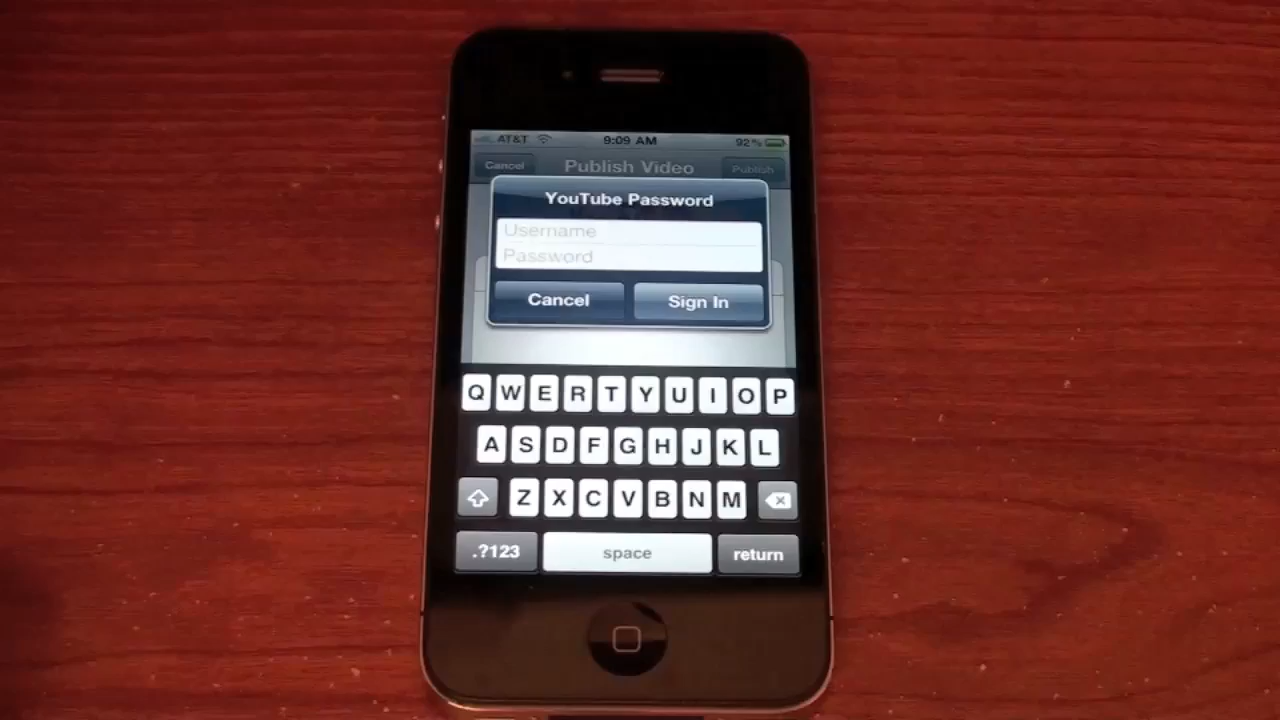 AT&T 9:09 AM 92%
Cancel Publish Video Publish
YouTube Password
Username
Password
Cancel Sign In
Q W E R T Y U I O P
A S D F G H J K L
Z X C V B N M
.?123 space return